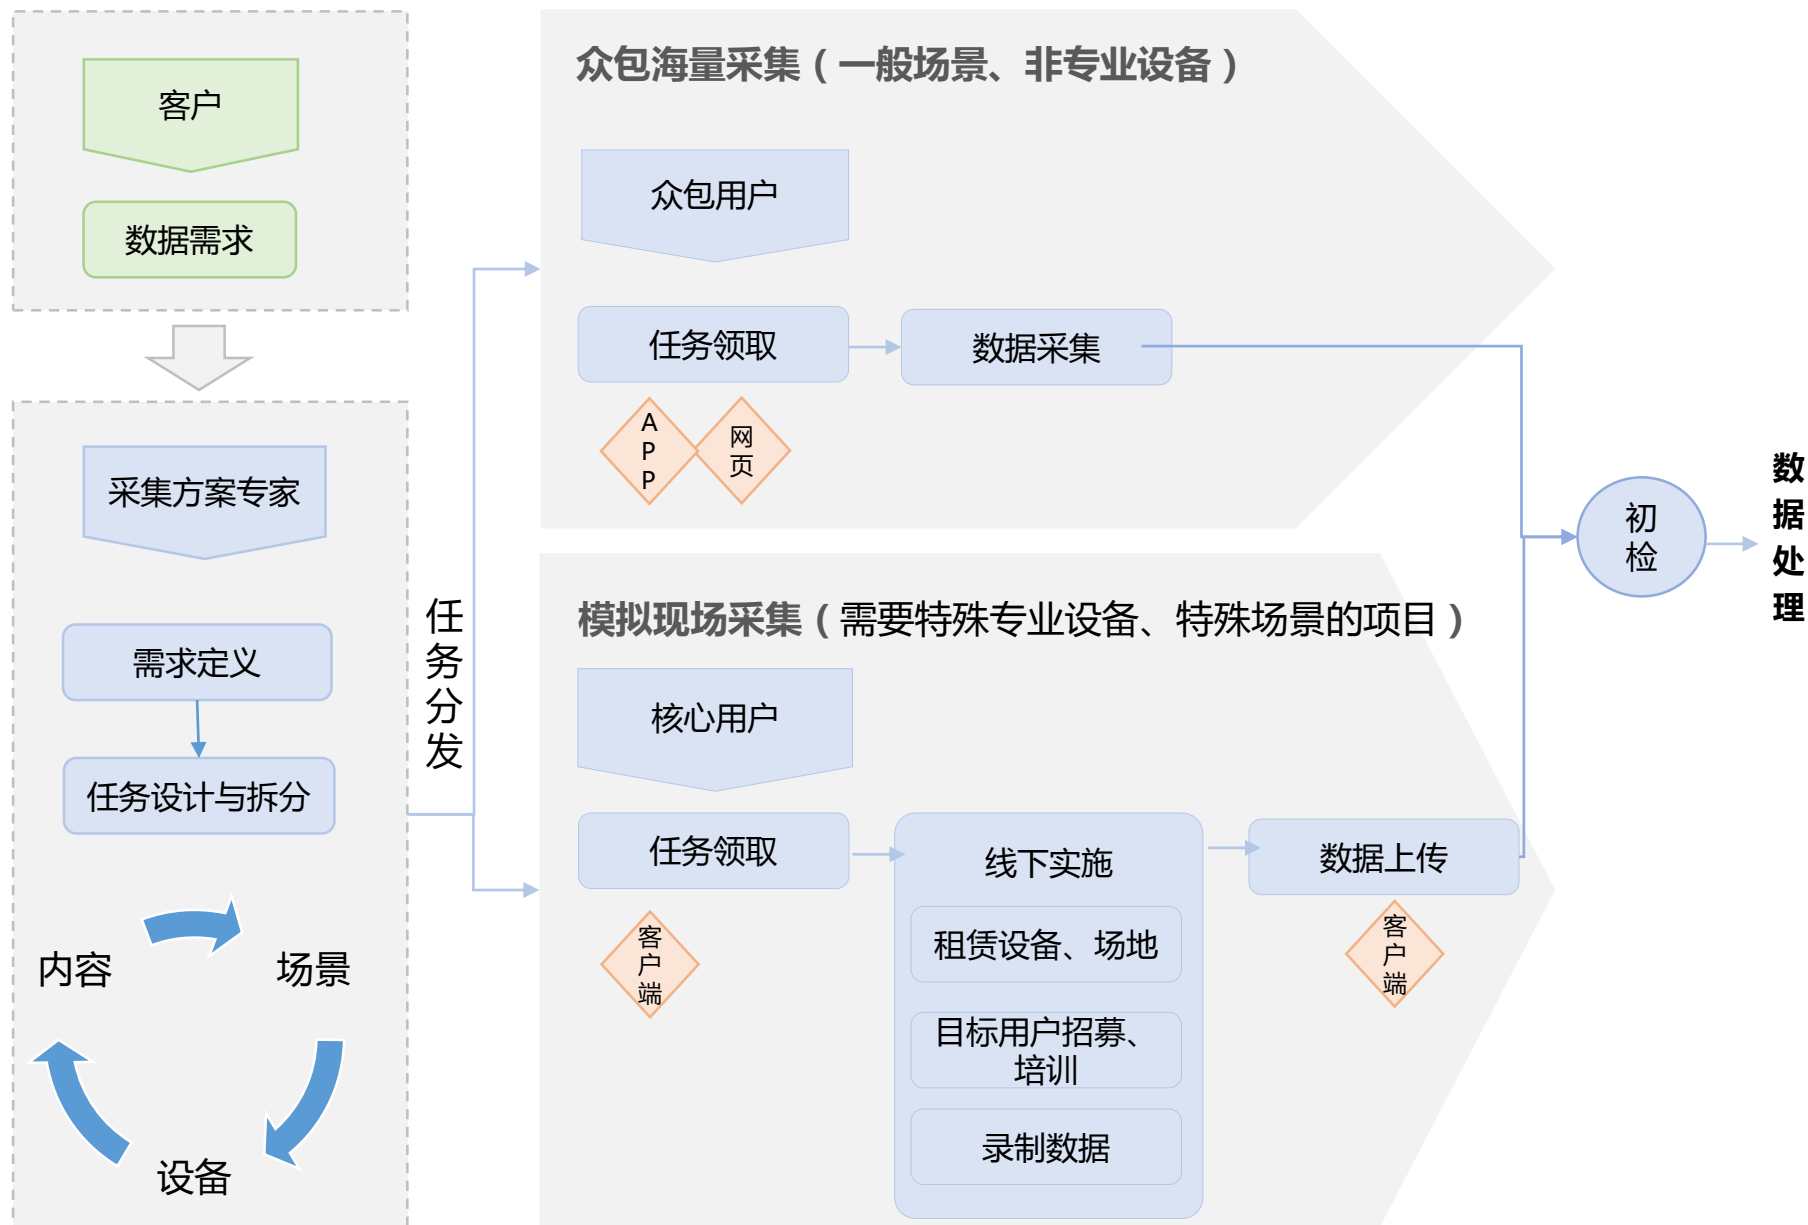 客户
数据需求
采集方案专家
需求定义
任务设计与拆分
内容
场景
设备
任务分发
众包海量采集（一般场景、非专业设备）
众包用户
任务领取
数据采集
APP
网页
模拟现场采集（需要特殊专业设备、特殊场景的项目）
核心用户
任务领取
客户端
线下实施
租赁设备、场地
目标用户招募、
培训
录制数据
数据上传
客户端
初检
数据处理